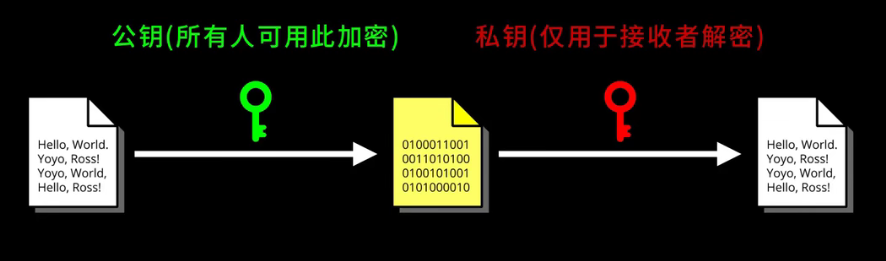 公钥(所有人可用此加密)
私钥(仅用于接收者解密)
Hello, World.
Yoyo, Ross!
Yoyo, World,
Hello, Ross!
0100011001
0011010100
0100101001
0101000010
Hello, World.
Yoyo, Ross!
Yoyo, World,
Hello, Ross!